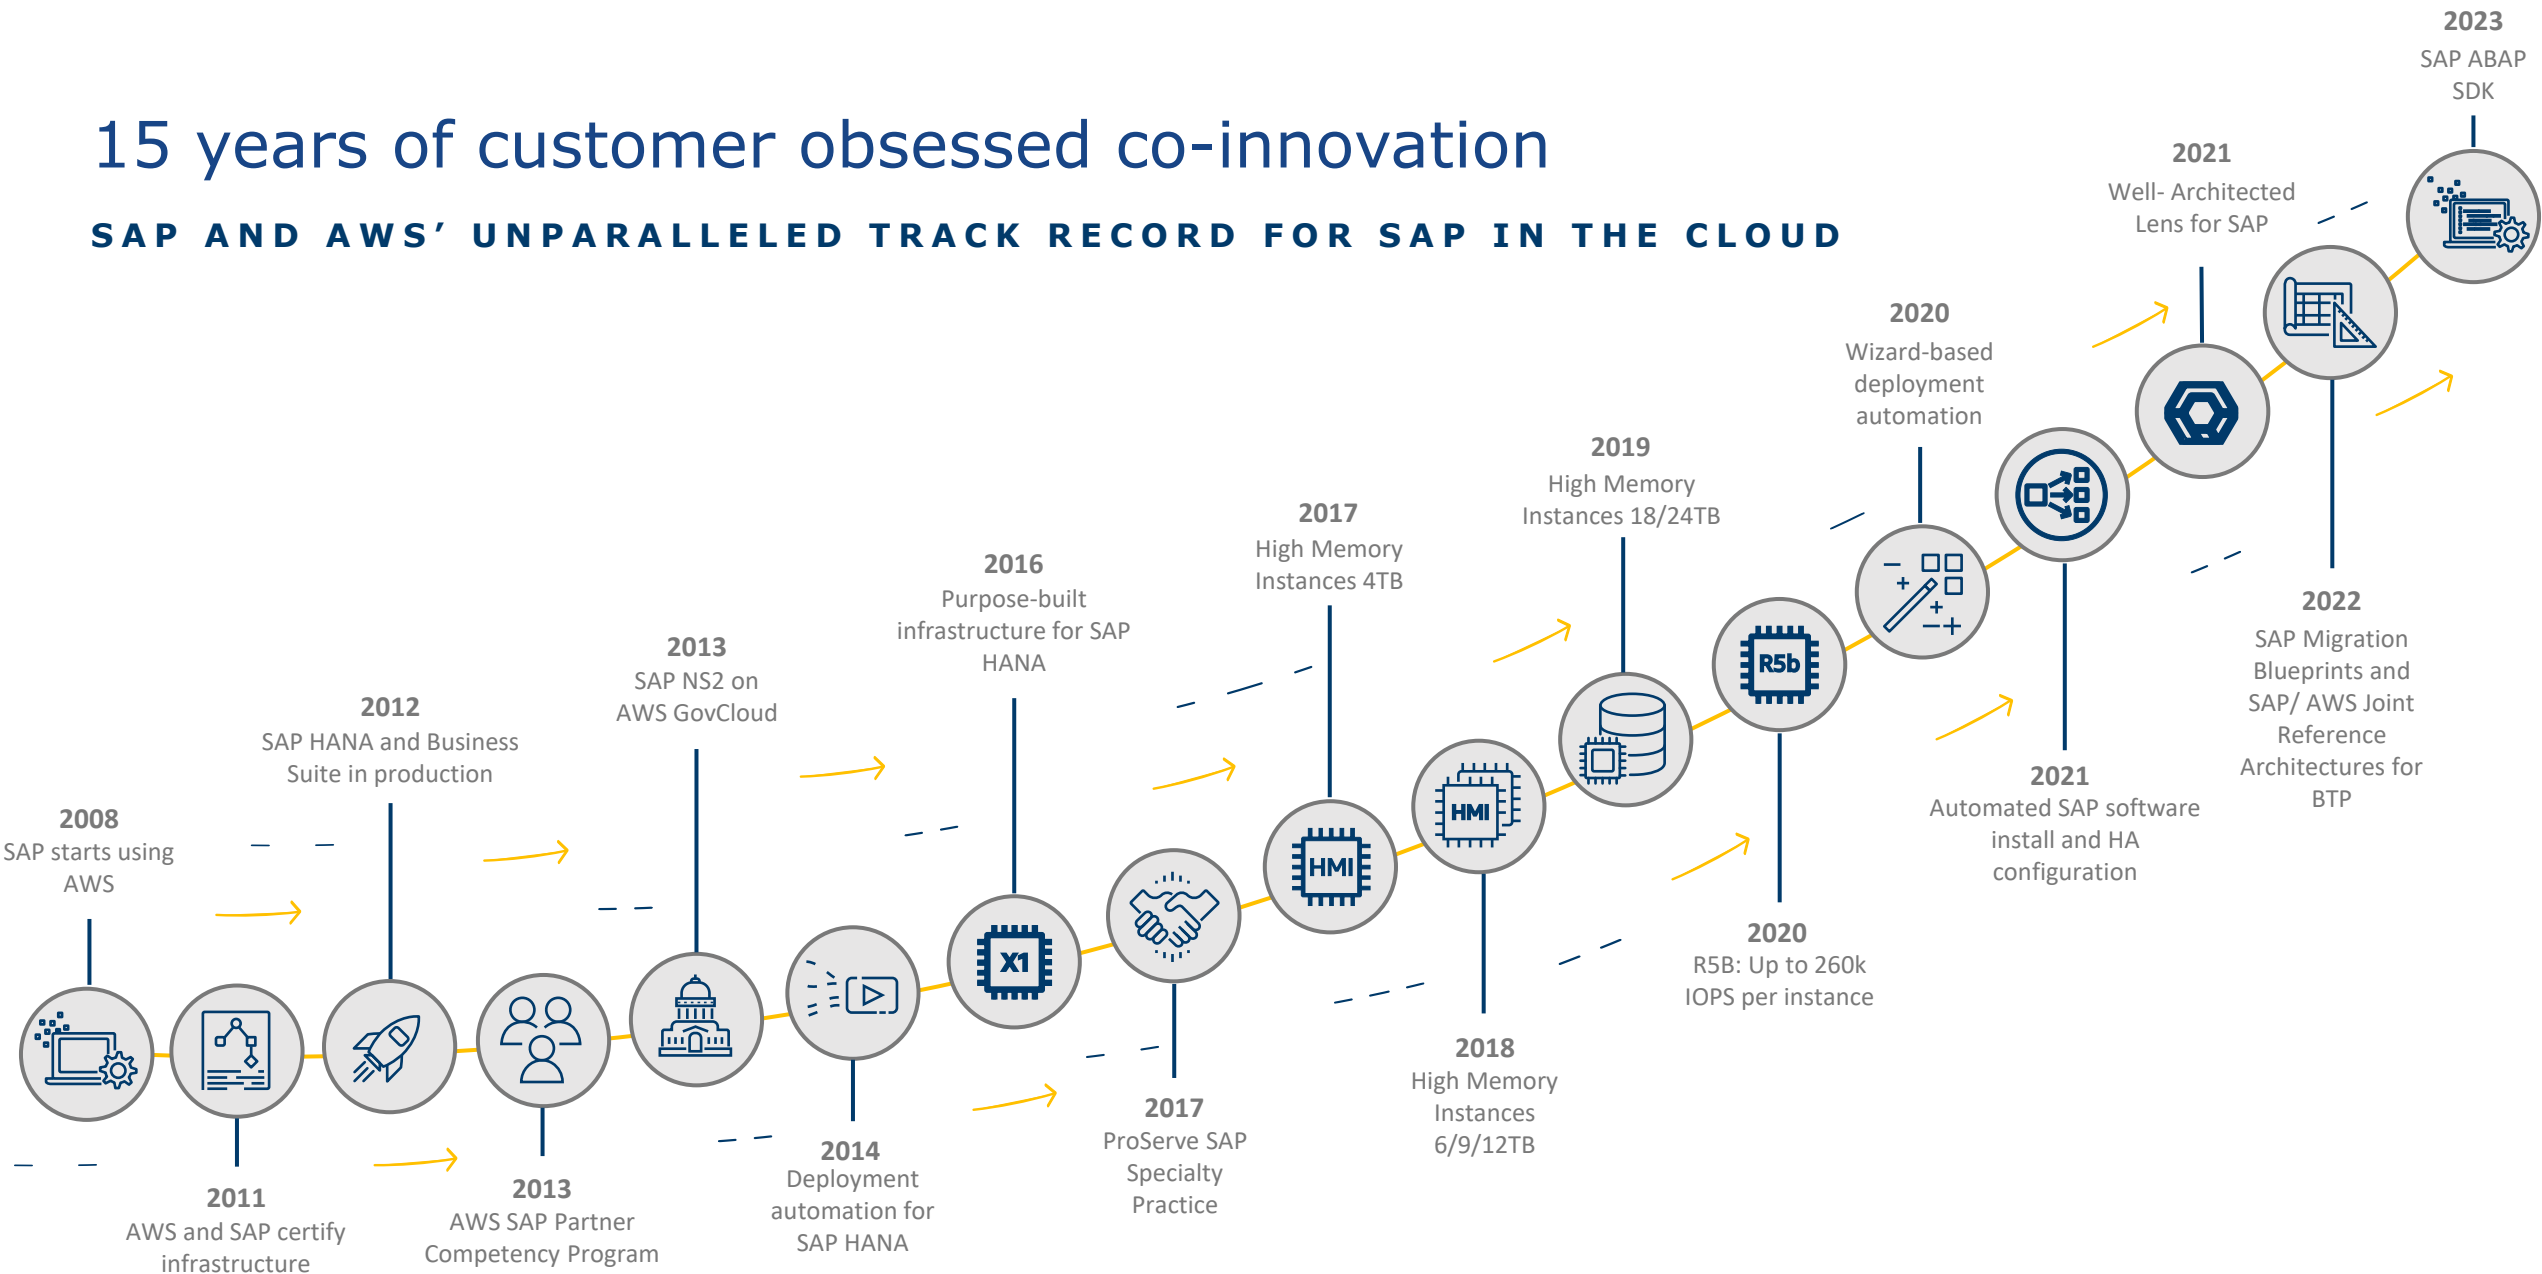 15 years of customer obsessed co-innovation
SAP AND AWS’ UNPARALLELED TRACK RECORD FOR SAP IN THE CLOUD
2008
SAP starts using
AWS
2011
AWS and SAP certify
infrastructure
2012
SAP HANA and Business
Suite in production
2013
AWS SAP Partner
Competency Program
2013
SAP NS2 on
AWS GovCloud
2014
Deployment
automation for
SAP HANA
2016
Purpose-built
infrastructure for SAP
HANA
X1
2017
ProServe SAP
Specialty
Practice
2017
High Memory
Instances 4TB
HMI
2018
High Memory
Instances
6/9/12TB
HMI
2019
High Memory
Instances 18/24TB
2020
R5B: Up to 260k
IOPS per instance
R5b
2020
Wizard-based
deployment
automation
2021
Automated SAP software
install and HA
configuration
2021
Well- Architected
Lens for SAP
2022
SAP Migration
Blueprints and
SAP/ AWS Joint
Reference
Architectures for
BTP
2023
SAP ABAP
SDK